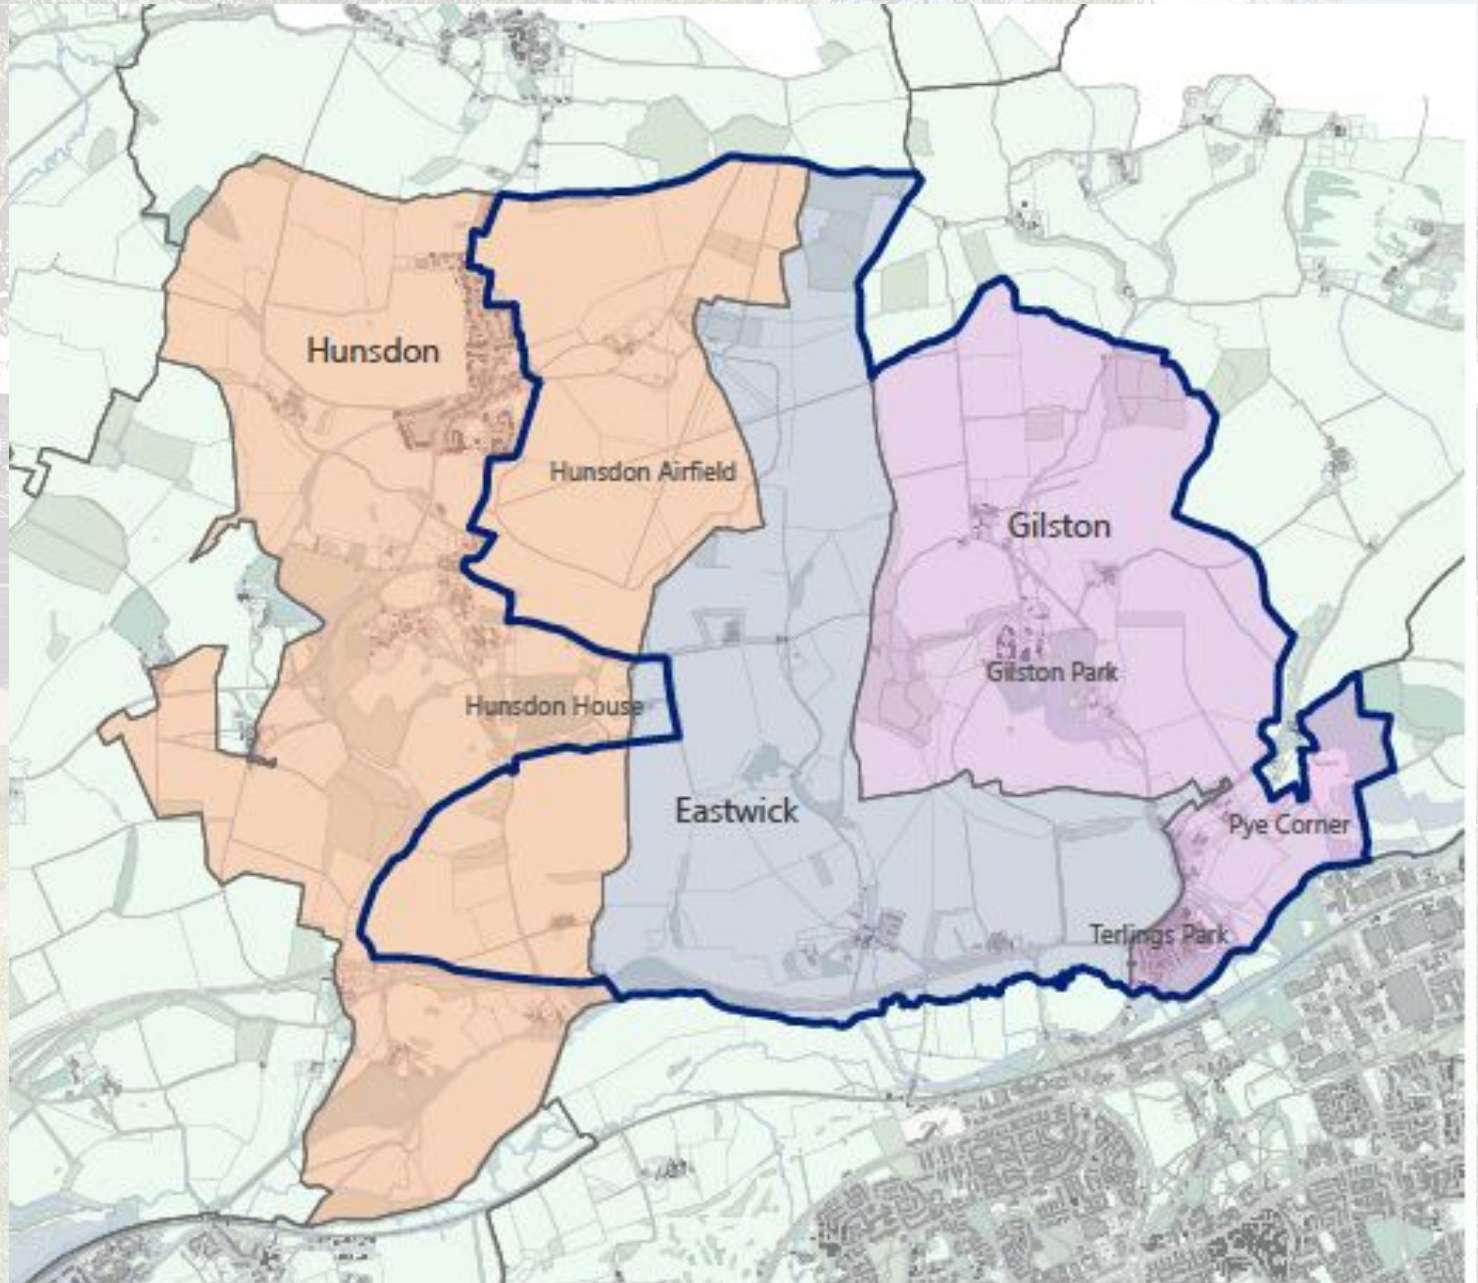 Hunsdon
Hunsdon Airfield
Gilston
Gilston Park
Hunsdon House
Eastwick
Pye Corner
Terlings Park